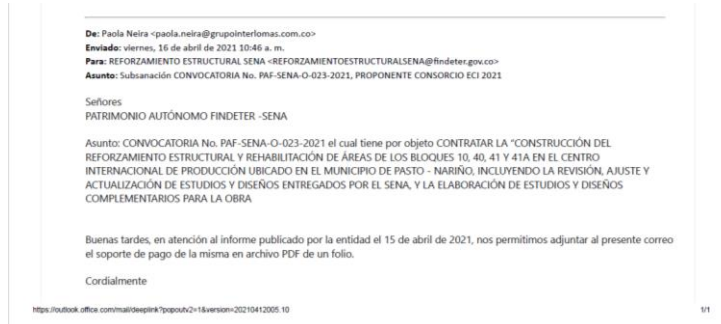 De: Paola Neira <paola.neira@grupointerlomas.com.co>
Enviado: viernes, 16 de abril de 2021 10:46 a. m.
Para: REFORZAMIENTO ESTRUCTURAL SENA <REFORZAMIENTOESTRUCTURALSENA@findeter.gov.co>
Asunto: Subsanación CONVOCATORIA No. PAF-SENA-O-023-2021, PROPONENTE CONSORCIO ECI 2021
Señores
PATRIMONIO AUTÓNOMO FINDETER -SENA
Asunto: CONVOCATORIA No. PAF-SENA-O-023-2021 el cual tiene por objeto CONTRATAR LA "CONSTRUCCIÓN DEL
REFORZAMIENTO ESTRUCTURAL Y REHABILITACIÓN DE ÁREAS DE LOS BLOQUES 10, 40, 41 Y 41A EN EL CENTRO
INTERNACIONAL DE PRODUCCIÓN UBICADO EN EL MUNICIPIO DE PASTO - NARIÑO, INCLUYENDO LA REVISIÓN, AJUSTE Y
ACTUALIZACIÓN DE ESTUDIOS Y DISEÑOS ENTREGADOS POR EL SENA, Y LA ELABORACIÓN DE ESTUDIOS Y DISEÑOS
COMPLEMENTARIOS PARA LA OBRA
Buenas tardes, en atención al informe publicado por la entidad el 15 de abril de 2021, nos permitimos adjuntar al presente correo
el soporte de pago de la misma en archivo PDF de un folio.
Cordialmente
https://outlook.office.com/mail/deeplink?popoutv2=1&version=20210412005.10 1/1